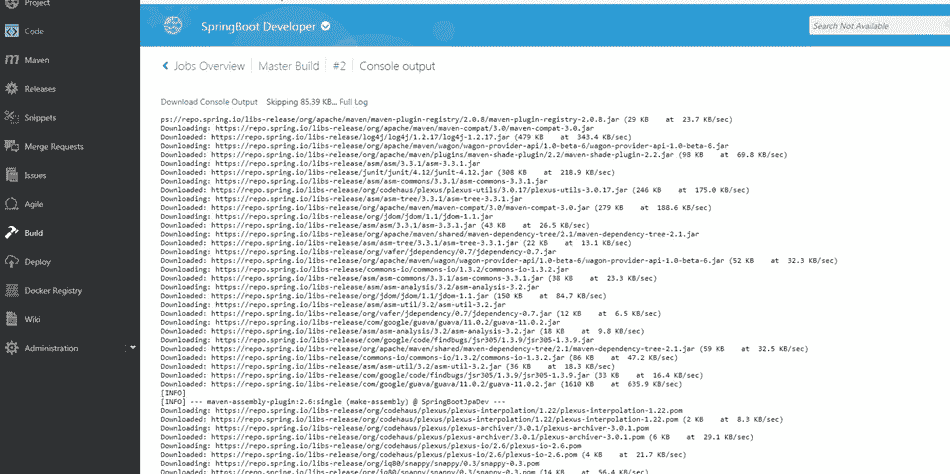 Project
Code
Maven
Releases
Snippets
Merge Requests
Issues
Agile
Build
Deploy
Docker Registry
Wiki
Administration
SpringBoot Developer
Search Not Available
Jobs Overview
Master Build
#2
Console output
Download Console Output Skipping 85.39 KB... Full Log
ps://repo.spring.io/libs-release/org/apache/maven/maven-plugin-registry/2.0.8/maven-plugin-registry-2.0.8.jar (29 KB at 23.7 KB/sec)
Downloading: https://repo.spring.io/libs-release/org/apache/maven/maven-compat/3.0/maven-compat-3.0.jar
Downloaded: https://repo.spring.io/libs-release/log4j/log4j/1.2.17/log4j-1.2.17.jar (479 KB at 343.4 KB/sec)
Downloading: https://repo.spring.io/libs-release/org/apache/maven/wagon/wagon-provider-api/1.0-beta-6/wagon-provider-api-1.0-beta-6.jar
Downloaded: https://repo.spring.io/libs-release/org/apache/maven/plugins/maven-shade-plugin/2.2/maven-shade-plugin-2.2.jar (93 KB at 69.8 KB/sec)
Downloading: https://repo.spring.io/libs-release/asm/asm/3.3.1/asm-3.3.1.jar
Downloaded: https://repo.spring.io/libs-release/junit/junit/4.12/junit-4.12.jar (308 KB at 218.9 KB/sec)
Downloading: https://repo.spring.io/libs-release/asm/asm-commons/3.3.1/asm-commons-3.3.1.jar
Downloaded: https://repo.spring.io/libs-release/org/codehaus/plexus/plexus-utils/3.0.17/plexus-utils-3.0.17.jar (246 KB at 175.0 KB/sec)
Downloading: https://repo.spring.io/libs-release/asm/asm-tree/3.3.1/asm-tree-3.3.1.jar
Downloaded: https://repo.spring.io/libs-release/org/apache/maven/maven-compat/3.0/maven-compat-3.0.jar (279 KB at 188.6 KB/sec)
Downloading: https://repo.spring.io/libs-release/org/jdom/jdom/1.1/jdom-1.1.jar
Downloaded: https://repo.spring.io/libs-release/asm/asm/3.3.1/asm-3.3.1.jar (43 KB at 26.5 KB/sec)
Downloading: https://repo.spring.io/libs-release/org/apache/maven/shared/maven-dependency-tree/2.1/maven-dependency-tree-2.1.jar
Downloaded: https://repo.spring.io/libs-release/asm/asm-tree/3.3.1/asm-tree-3.3.1.jar (22 KB at 13.1 KB/sec)
Downloading: https://repo.spring.io/libs-release/org/vafer/jdependency/0.7/jdependency-0.7.jar
Downloaded: https://repo.spring.io/libs-release/org/apache/maven/wagon/wagon-provider-api/1.0-beta-6/wagon-provider-api-1.0-beta-6.jar (52 KB at 32.3 KB/sec)
Downloading: https://repo.spring.io/libs-release/commons-io/commons-io/1.3.2/commons-io-1.3.2.jar
Downloaded: https://repo.spring.io/libs-release/asm/asm-commons/3.3.1/asm-commons-3.3.1.jar (38 KB at 23.3 KB/sec)
Downloading: https://repo.spring.io/libs-release/asm/asm-analysis/3.2/asm-analysis-3.2.jar
Downloaded: https://repo.spring.io/libs-release/org/jdom/jdom/1.1/jdom-1.1.jar (150 KB at 84.7 KB/sec)
Downloading: https://repo.spring.io/libs-release/asm/asm-util/3.2/asm-util-3.2.jar
Downloaded: https://repo.spring.io/libs-release/org/vafer/jdependency/0.7/jdependency-0.7.jar (12 KB at 6.5 KB/sec)
Downloading: https://repo.spring.io/libs-release/com/google/guava/guava/11.0.2/guava-11.0.2.jar
Downloaded: https://repo.spring.io/libs-release/asm/asm-analysis/3.2/asm-analysis-3.2.jar (18 KB at 9.8 KB/sec)
Downloading: https://repo.spring.io/libs-release/com/google/code/findbugs/jsr305/1.3.9/jsr305-1.3.9.jar
Downloaded: https://repo.spring.io/libs-release/org/apache/maven/shared/maven-dependency-tree/2.1/maven-dependency-tree-2.1.jar (59 KB at 32.5 KB/sec)
Downloaded: https://repo.spring.io/libs-release/commons-io/commons-io/1.3.2/commons-io-1.3.2.jar (86 KB at 47.2 KB/sec)
Downloaded: https://repo.spring.io/libs-release/asm/asm-util/3.2/asm-util-3.2.jar (36 KB at 18.3 KB/sec)
Downloaded: https://repo.spring.io/libs-release/com/google/code/findbugs/jsr305/1.3.9/jsr305-1.3.9.jar (33 KB at 16.4 KB/sec)
Downloaded: https://repo.spring.io/libs-release/com/google/guava/guava/11.0.2/guava-11.0.2.jar (1610 KB at 635.9 KB/sec)
[INFO]
[INFO] --- maven-assembly-plugin:2.6:single (make-assembly) @ SpringBootJpaDev ---
Downloading: https://repo.spring.io/libs-release/org/codehaus/plexus/plexus-interpolation/1.22/plexus-interpolation-1.22.pom
Downloaded: https://repo.spring.io/libs-release/org/codehaus/plexus/plexus-interpolation/1.22/plexus-interpolation-1.22.pom (2 KB at 8.3 KB/sec)
Downloading: https://repo.spring.io/libs-release/org/codehaus/plexus/plexus-archiver/3.0.1/plexus-archiver-3.0.1.pom
Downloaded: https://repo.spring.io/libs-release/org/codehaus/plexus/plexus-archiver/3.0.1/plexus-archiver-3.0.1.pom (6 KB at 29.1 KB/sec)
Downloading: https://repo.spring.io/libs-release/org/codehaus/plexus/plexus-io/2.6/plexus-io-2.6.pom
Downloaded: https://repo.spring.io/libs-release/org/codehaus/plexus/plexus-io/2.6/plexus-io-2.6.pom (4 KB at 21.7 KB/sec)
Downloading: https://repo.spring.io/libs-release/org/iq80/snappy/snappy/0.3/snappy-0.3.pom
Downloaded: https://repo.spring.io/libs-release/org/iq80/snappy/snappy/0.3/snappy-0.3.pom (14 KB at 56.4 KB/sec)